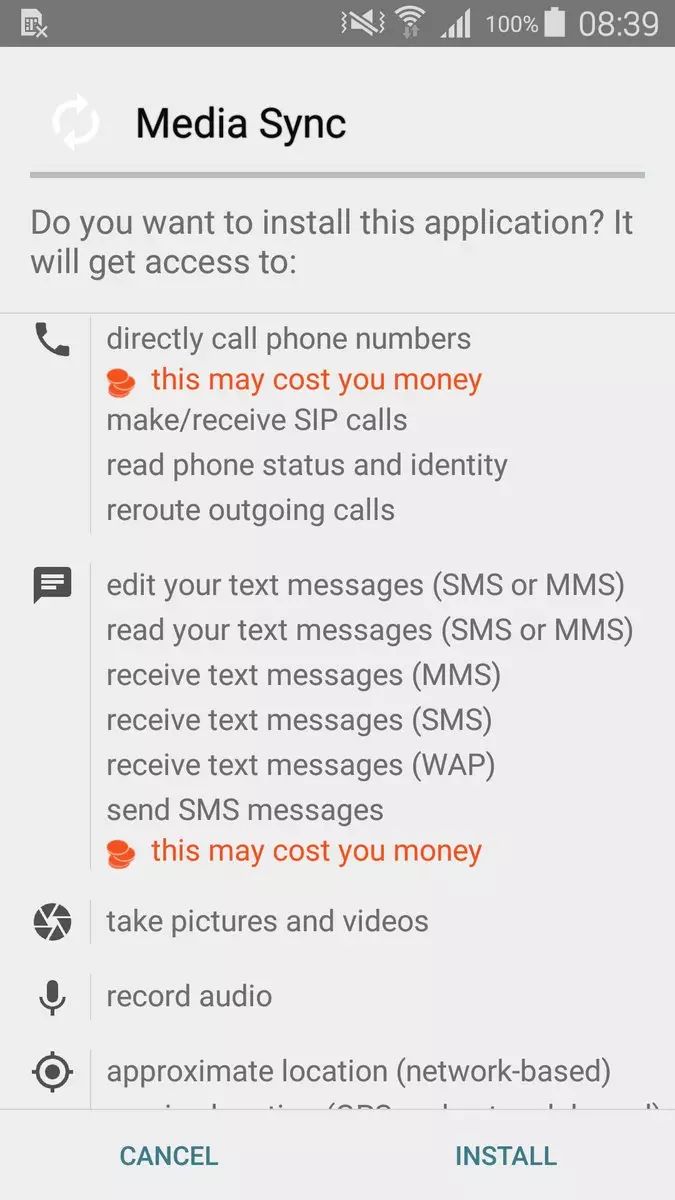 100% 08:39
Media Sync
Do you want to install this application? It
will get access to:
directly call phone numbers
this may cost you money
make/receive SIP calls
read phone status and identity
reroute outgoing calls
edit your text messages (SMS or MMS)
read your text messages (SMS or MMS)
receive text messages (MMS)
receive text messages (SMS)
receive text messages (WAP)
send SMS messages
this may cost you money
take pictures and videos
record audio
approximate location (network-based)
CANCEL INSTALL